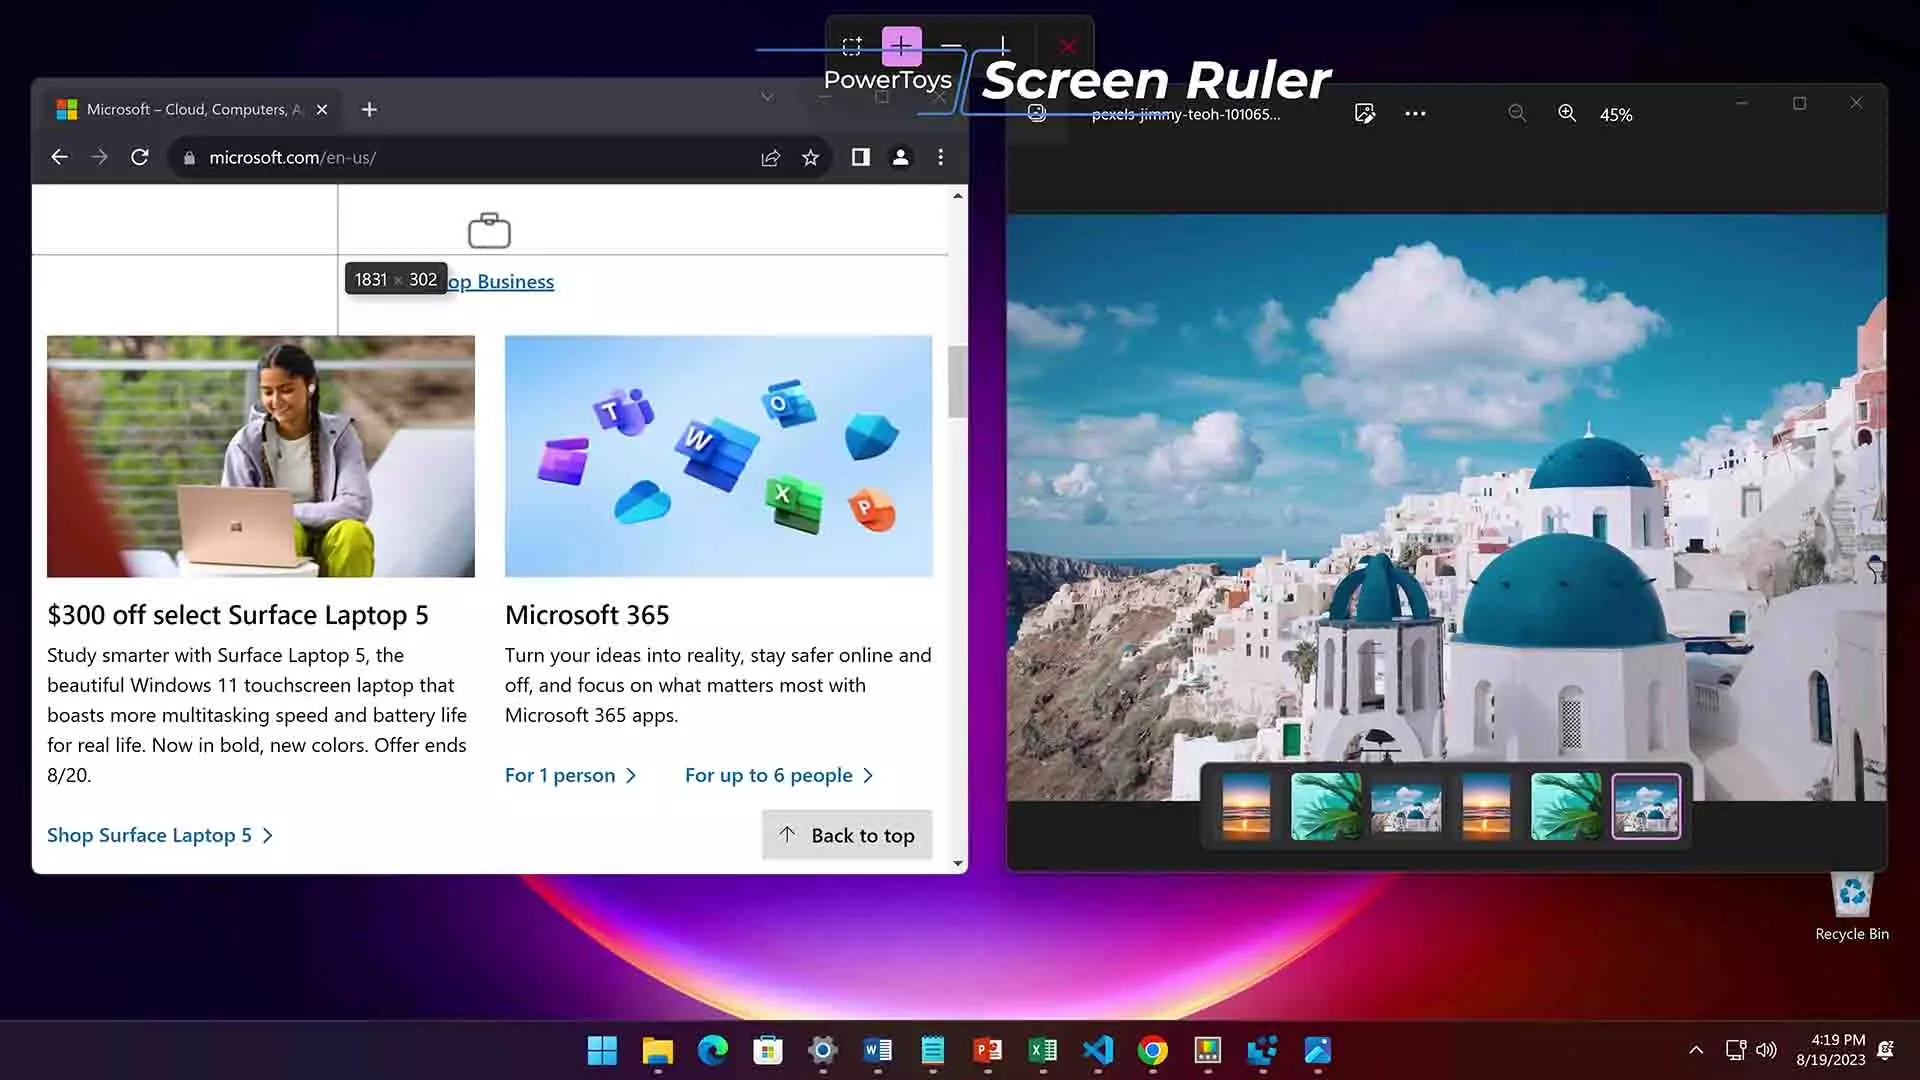 PowerToys
Screen Ruler
Microsoft – Cloud, Computers, A
microsoft.com/en-us/
pexels-jimmy-teoh-101065...
45%
1831 × 302
op Business
T
W
O
X
P
$300 off select Surface Laptop 5
Study smarter with Surface Laptop 5, the
beautiful Windows 11 touchscreen laptop that
boasts more multitasking speed and battery life
for real life. Now in bold, new colors. Offer ends
8/20.
Shop Surface Laptop 5
Microsoft 365
Turn your ideas into reality, stay safer online and
off, and focus on what matters most with
Microsoft 365 apps.
For 1 person
For up to 6 people
Back to top
Recycle Bin
4:19 PM
8/19/2023